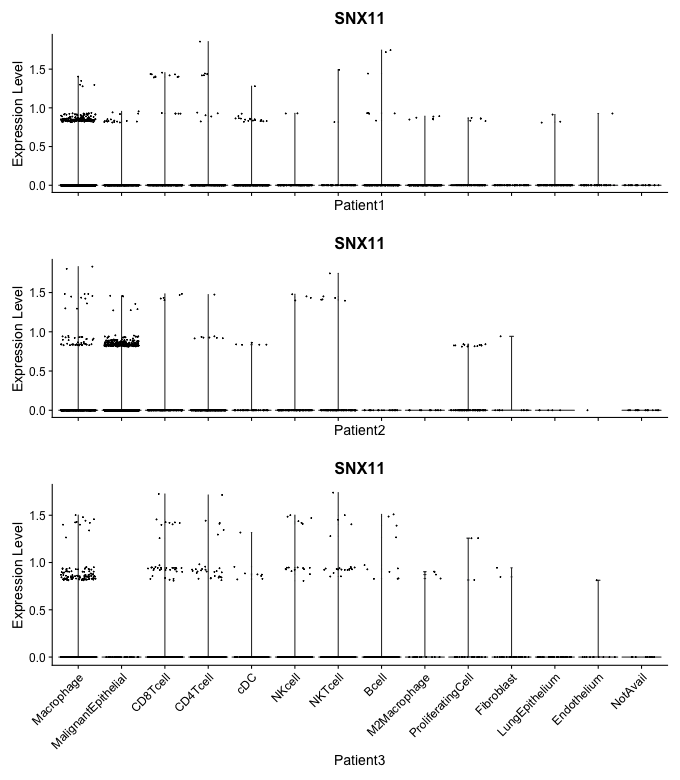 SNX11
Expression Level
1.5
1.0
0.5
0.0
Patient1
SNX11
Expression Level
1.5
1.0
0.5
0.0
Patient2
SNX11
Expression Level
1.5
1.0
0.5
0.0
Macrophage
MalignantEpithelial
CD8Tcell
CD4Tcell
cDC
NKcell
NKTcell
Bcell
M2Macrophage
ProliferatingCell
Fibroblast
LungEpithelium
Endothelium
NotAvail
Patient3